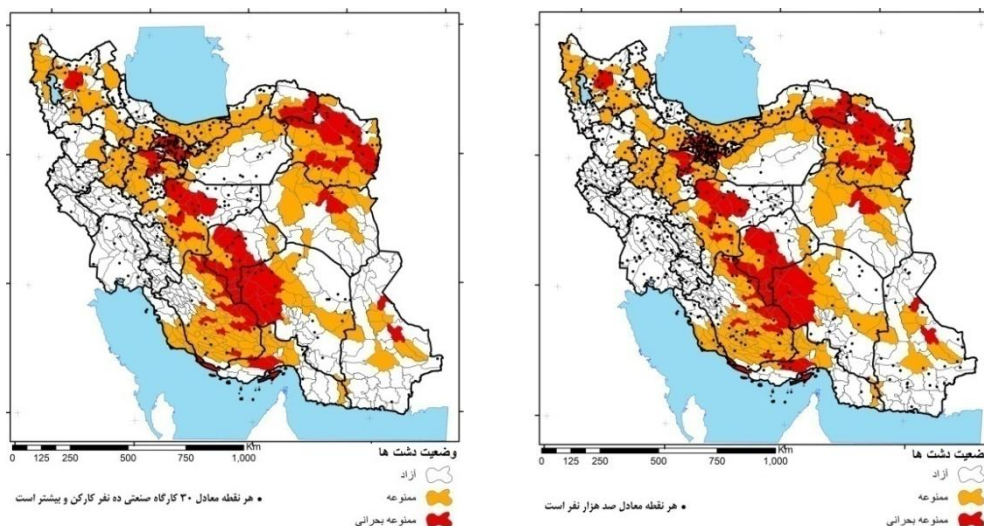 Km
0 125 250 500 750 1,000
وضعیت دشت ها
آزاد
ممنوعه
ممنوعه بحرانی
• هر نقطه معادل ۳۰ کارگاه صنعتی ده نفر کارکن و بیشتر است
Km
0 125 250 500 750 1,000
ضعیت دشت ها
آزاد
ممنوعه
ممنوعه بحرانی
• هر نقطه معادل صد هزار نفر است